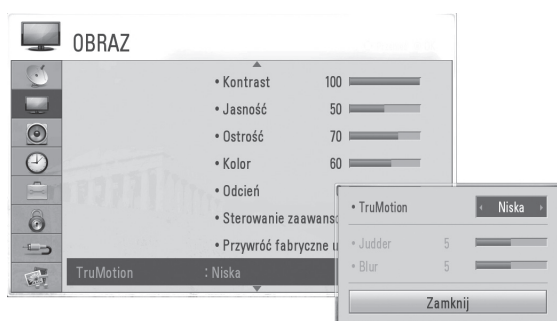 OBRAZ
• Kontrast 100
• Jasność 50
• Ostrość 70
• Kolor 60
• Odcień
• Sterowanie
• Przywróć fabryczne
TruMotion : Niska
• TruMotion Niska
• Judder 5
• Blur 5
Zamknij